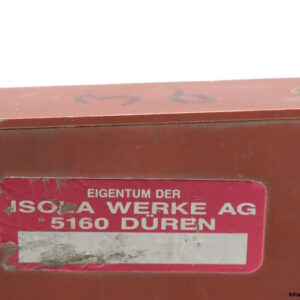 EIGENTUM DER
ISOLA WERKE AG
5160 DÜREN